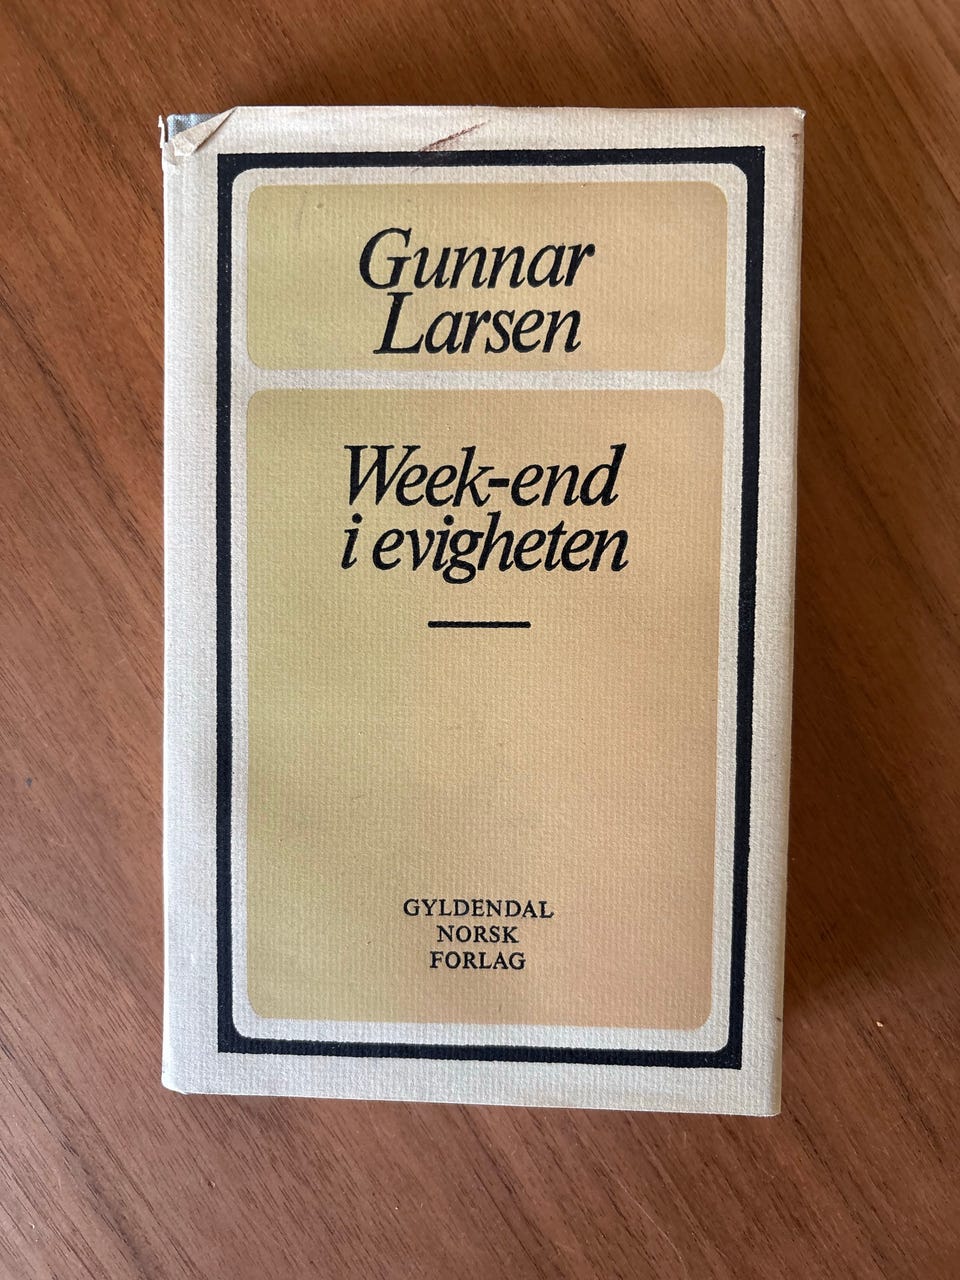 Gunnar
Larsen
Week-end
i evigheten
GYLDENDAL
NORSK
FORLAG